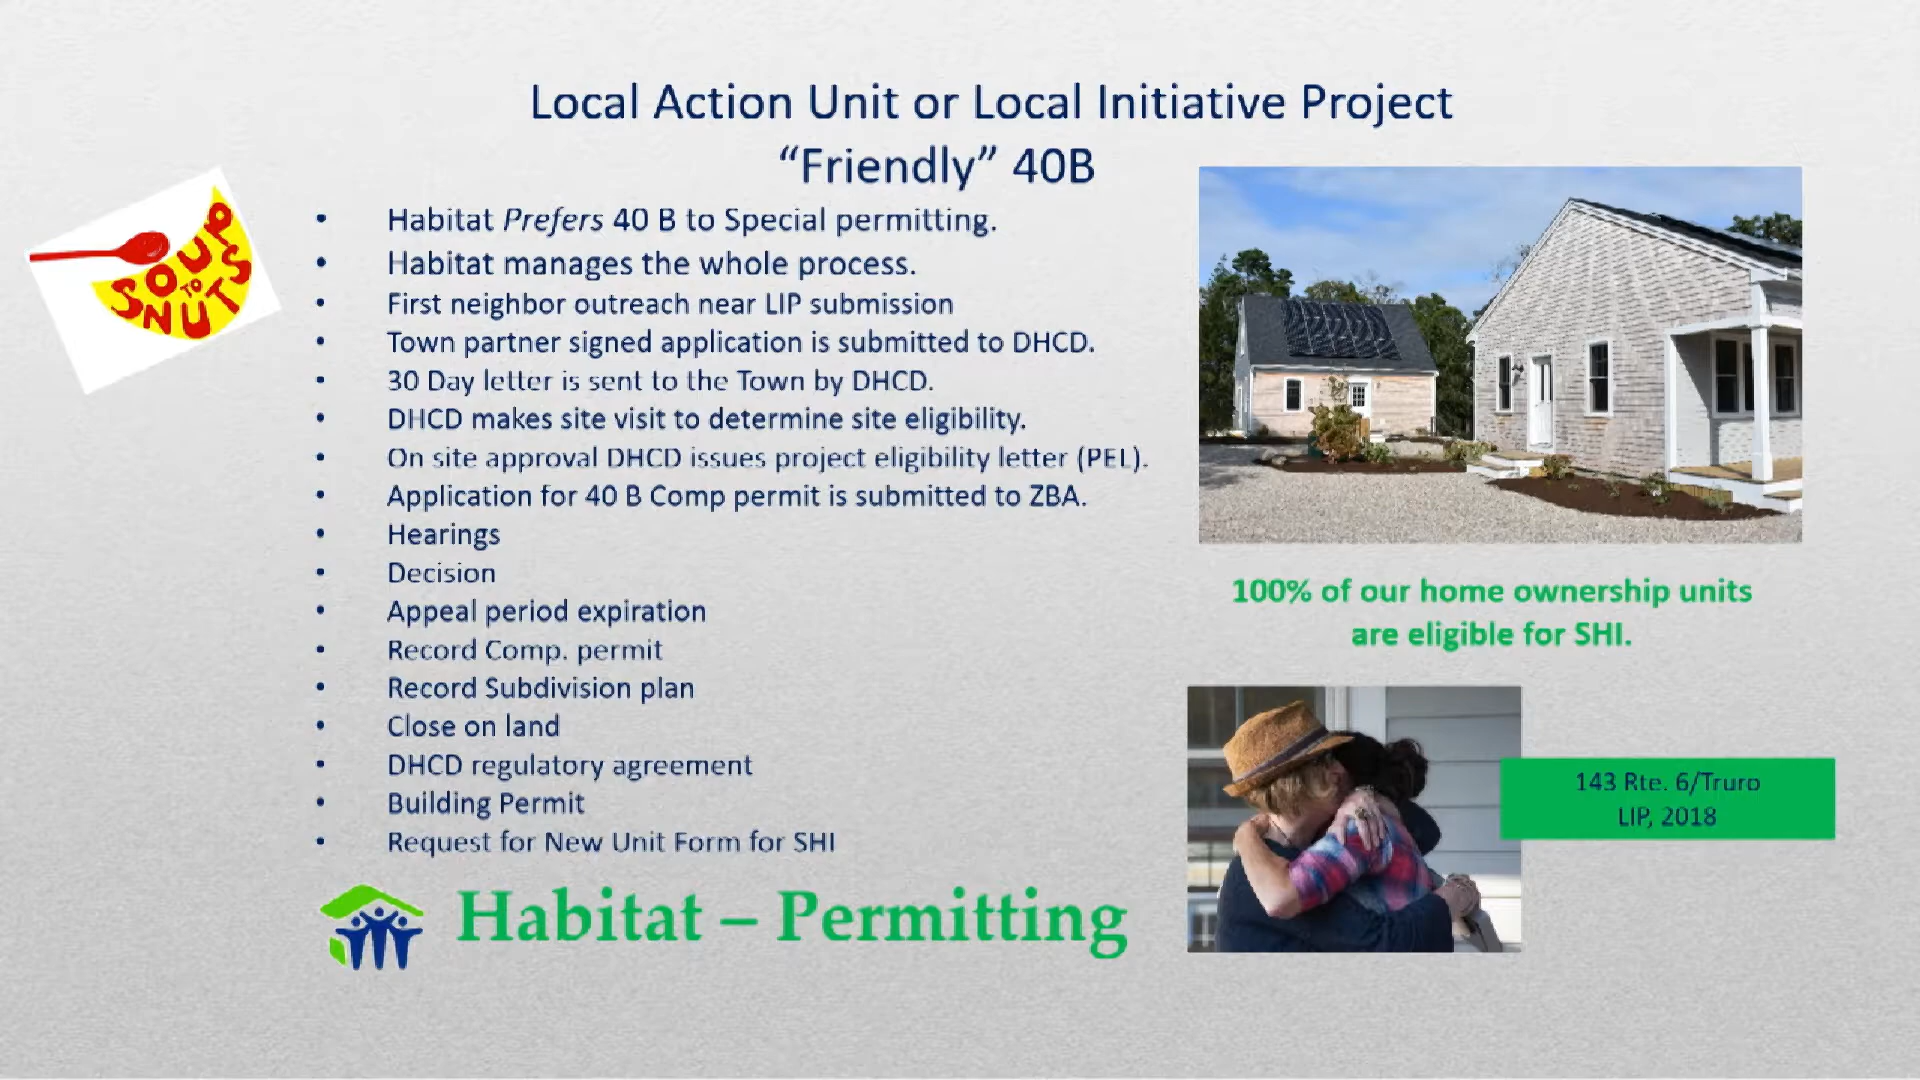 Local Action Unit or Local Initiative Project
“Friendly” 40B
SOUP
TO
NUTS
• Habitat Prefers 40 B to Special permitting.
• Habitat manages the whole process.
• First neighbor outreach near LIP submission
• Town partner signed application is submitted to DHCD.
• 30 Day letter is sent to the Town by DHCD.
• DHCD makes site visit to determine site eligibility.
• On site approval DHCD issues project eligibility letter (PEL).
• Application for 40 B Comp permit is submitted to ZBA.
• Hearings
• Decision
• Appeal period expiration
• Record Comp. permit
• Record Subdivision plan
• Close on land
• DHCD regulatory agreement
• Building Permit
• Request for New Unit Form for SHI
100% of our home ownership units
are eligible for SHI.
143 Rte. 6/Truro
LIP, 2018
Habitat – Permitting